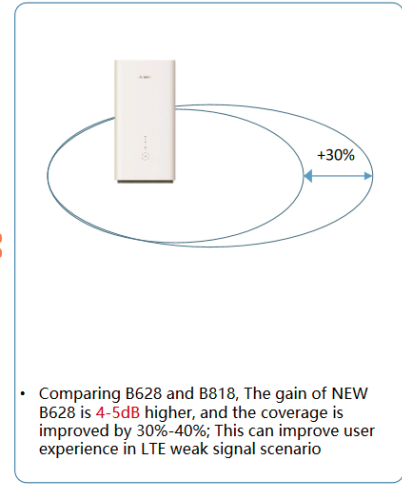 +30%
• Comparing B628 and B818, The gain of NEW
B628 is 4-5dB higher, and the coverage is
improved by 30%-40%; This can improve user
experience in LTE weak signal scenario